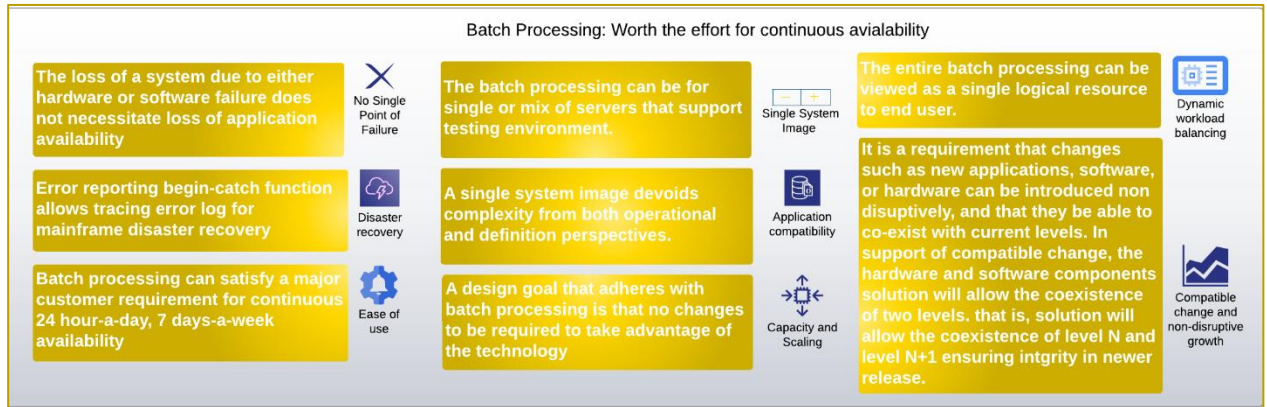 Batch Processing: Worth the effort for continuous avialability
The loss of a system due to either
hardware or software failure does
not necessitate loss of application
availability
No Single
Point of
Failure
Error reporting begin-catch function
allows tracing error log for
mainframe disaster recovery
Disaster
recovery
Batch processing can satisfy a major
customer requirement for continuous
24 hour-a-day, 7 days-a-week
availability
Ease of
use
The batch processing can be for
single or mix of servers that support
testing environment.
Single System
Image
A single system image devoids
complexity from both operational
and definition perspectives.
Application
compatibility
A design goal that adheres with
batch processing is that no changes
to be required to take advantage of
the technology
Capacity and
Scaling
The entire batch processing can be
viewed as a single logical resource
to end user.
Dynamic
workload
balancing
It is a requirement that changes
such as new applications, software,
or hardware can be introduced non
disuptively, and that they be able to
co-exist with current levels. In
support of compatible change, the
hardware and software components
solution will allow the coexistence
of two levels. that is, solution will
allow the coexistence of level N and
level N+1 ensuring intgrity in newer
release.
Compatible
change and
non-disruptive
growth